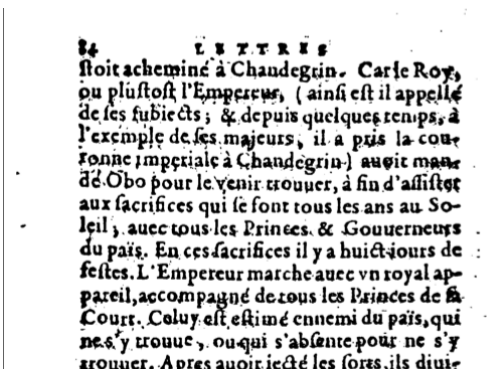 84 LETTRES
ſtoit acheminé à Chandegrin. Car le Roy,
ou pluſtoſt l'Empereur, (ainſi eſt il appellé
de ſes ſubiects; & depuis quelques temps, à
l'exemple de ſes majeurs, il a pris la cou-
ronne imperiale à Chandegrin) auoit man-
dé Obo pour le venir trouuer, à fin d'aſſiſter
aux ſacrifices qui ſe font tous les ans au So-
leil, auec tous les Princes & Gouuerneurs
du païs. En ces ſacrifices il y a huict iours de
feſtes. L'Empereur marche auec vn royal ap-
pareil, accompagné de tous les Princes de ſa
Court. Celuy eſt eſtimé ennemi du païs, qui
ne s'y trouue, ou qui s'abſente pour ne s'y
trouuer. Apres auoir iecté les ſorts, ils diui-